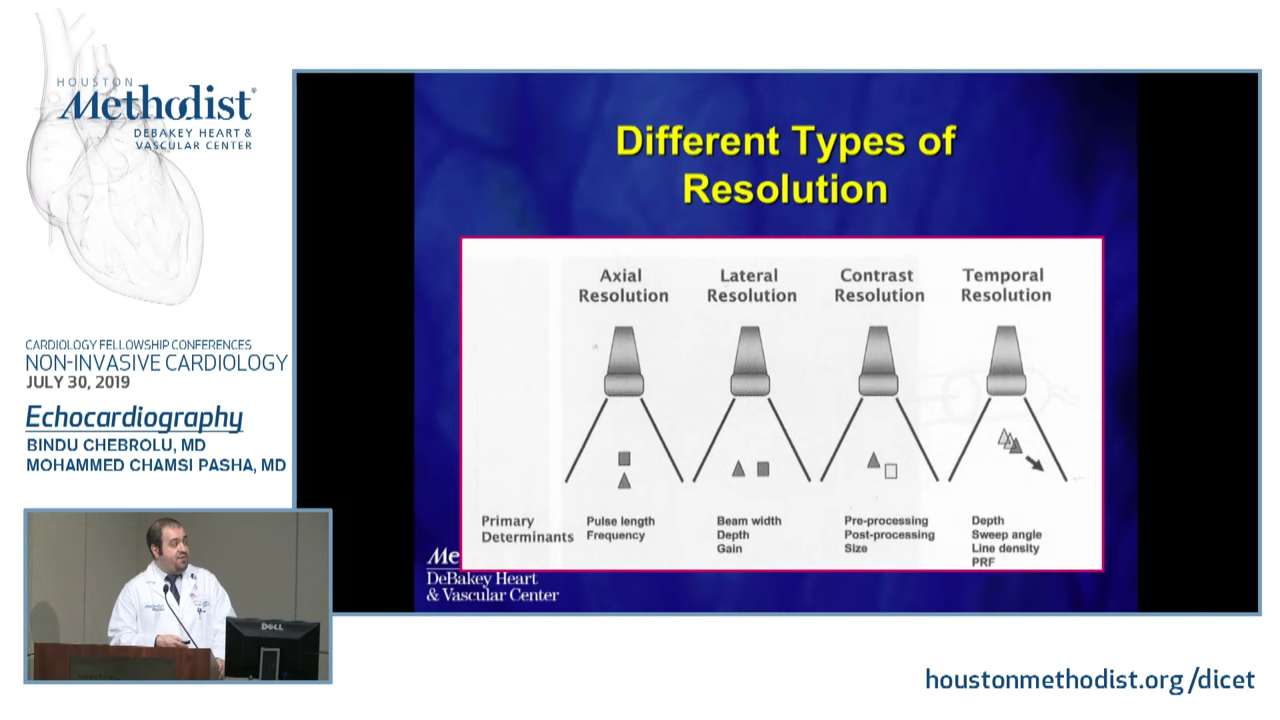 HOUSTON
Methodist®
DEBAKEY HEART &
VASCULAR CENTER
CARDIOLOGY FELLOWSHIP CONFERENCES
NON-INVASIVE CARDIOLOGY
JULY 30, 2019
Echocardiography
BINDU CHEBROLU, MD
MOHAMMED CHAMSI PASHA, MD
DELL
Different Types of
Resolution
Axial Resolution
Lateral Resolution
Contrast Resolution
Temporal Resolution
Primary Determinants
Pulse length
Frequency
Beam width
Depth
Gain
Pre-processing
Post-processing
Size
Depth
Sweep angle
Line density
PRF
Me
DeBakey Heart
& Vascular Center
houstonmethodist.org/dicet